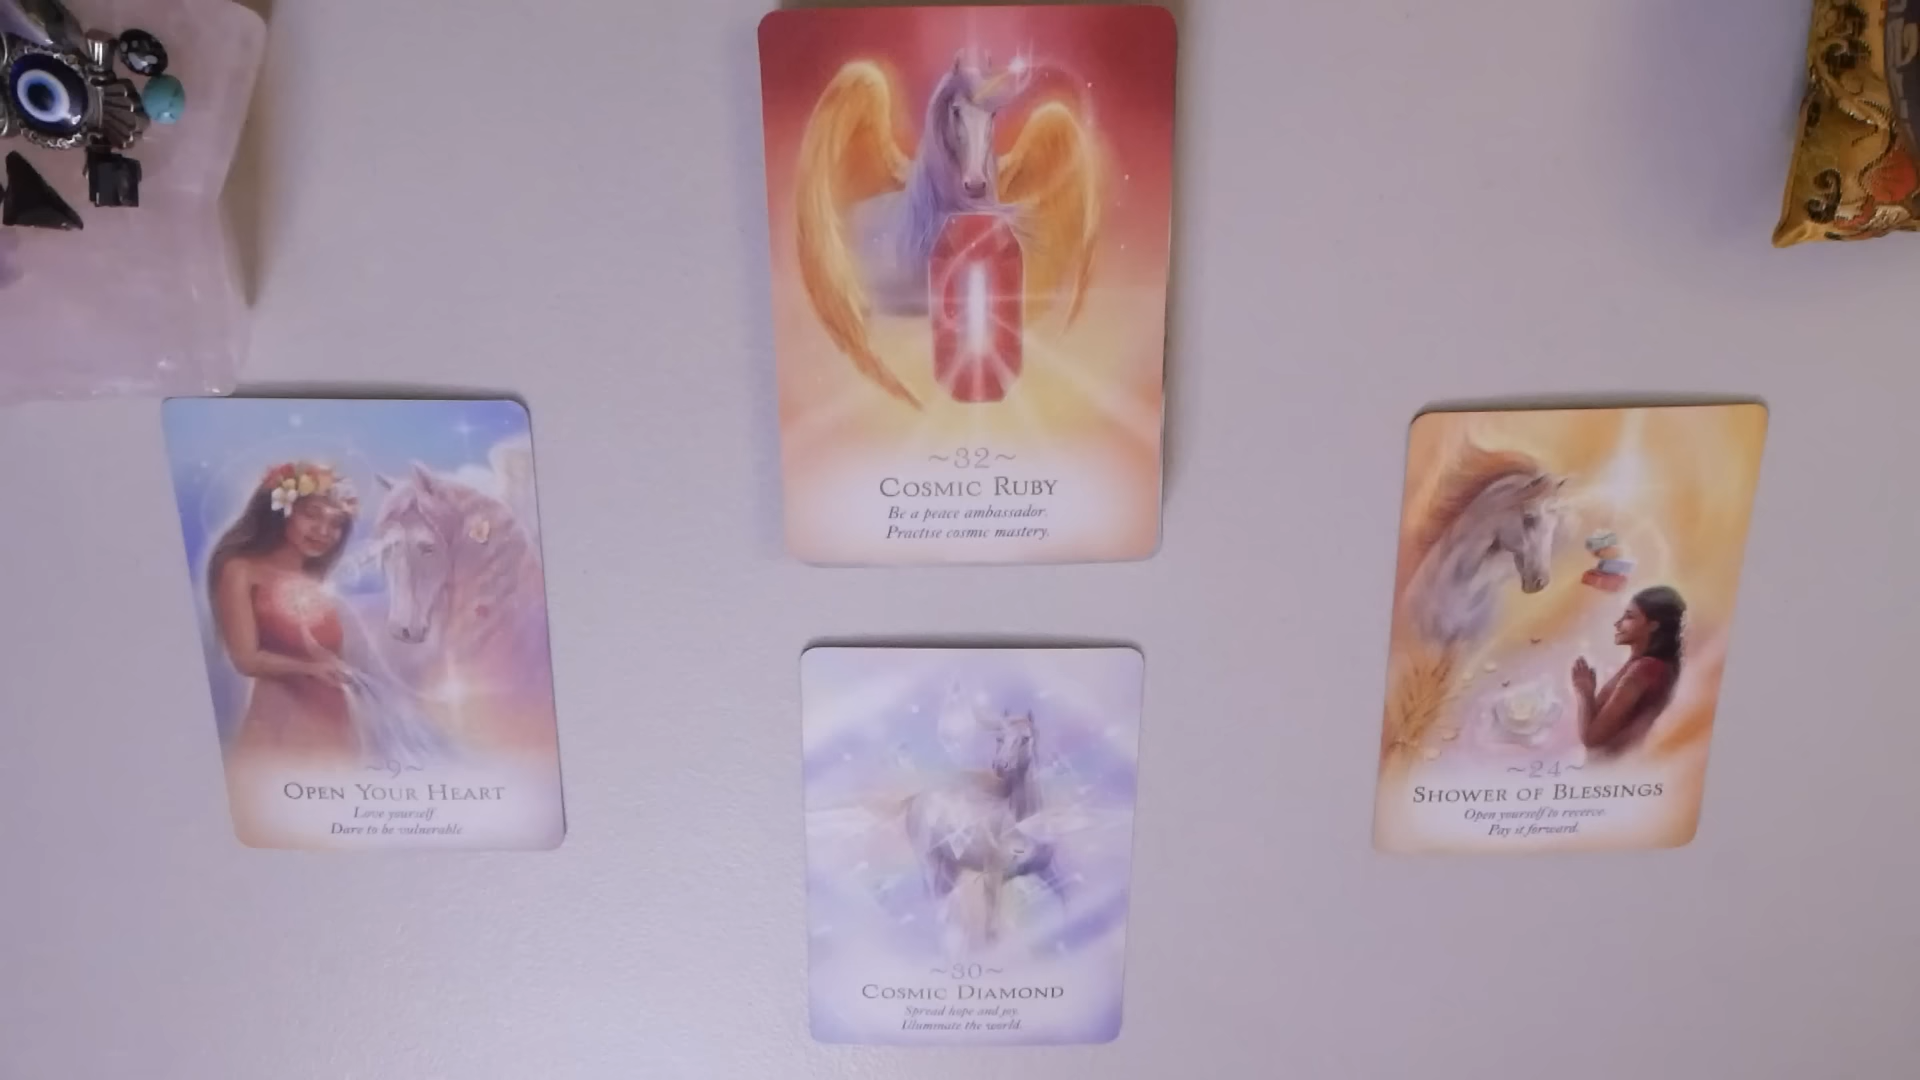 ~32~
COSMIC RUBY
Be a peace ambassador.
Practise cosmic mastery.
~9~
OPEN YOUR HEART
Love yourself.
Dare to be vulnerable.
~24~
SHOWER OF BLESSINGS
Open yourself to receive.
Pay it forward.
~30~
COSMIC DIAMOND
Spread hope and joy.
Illuminate the world.